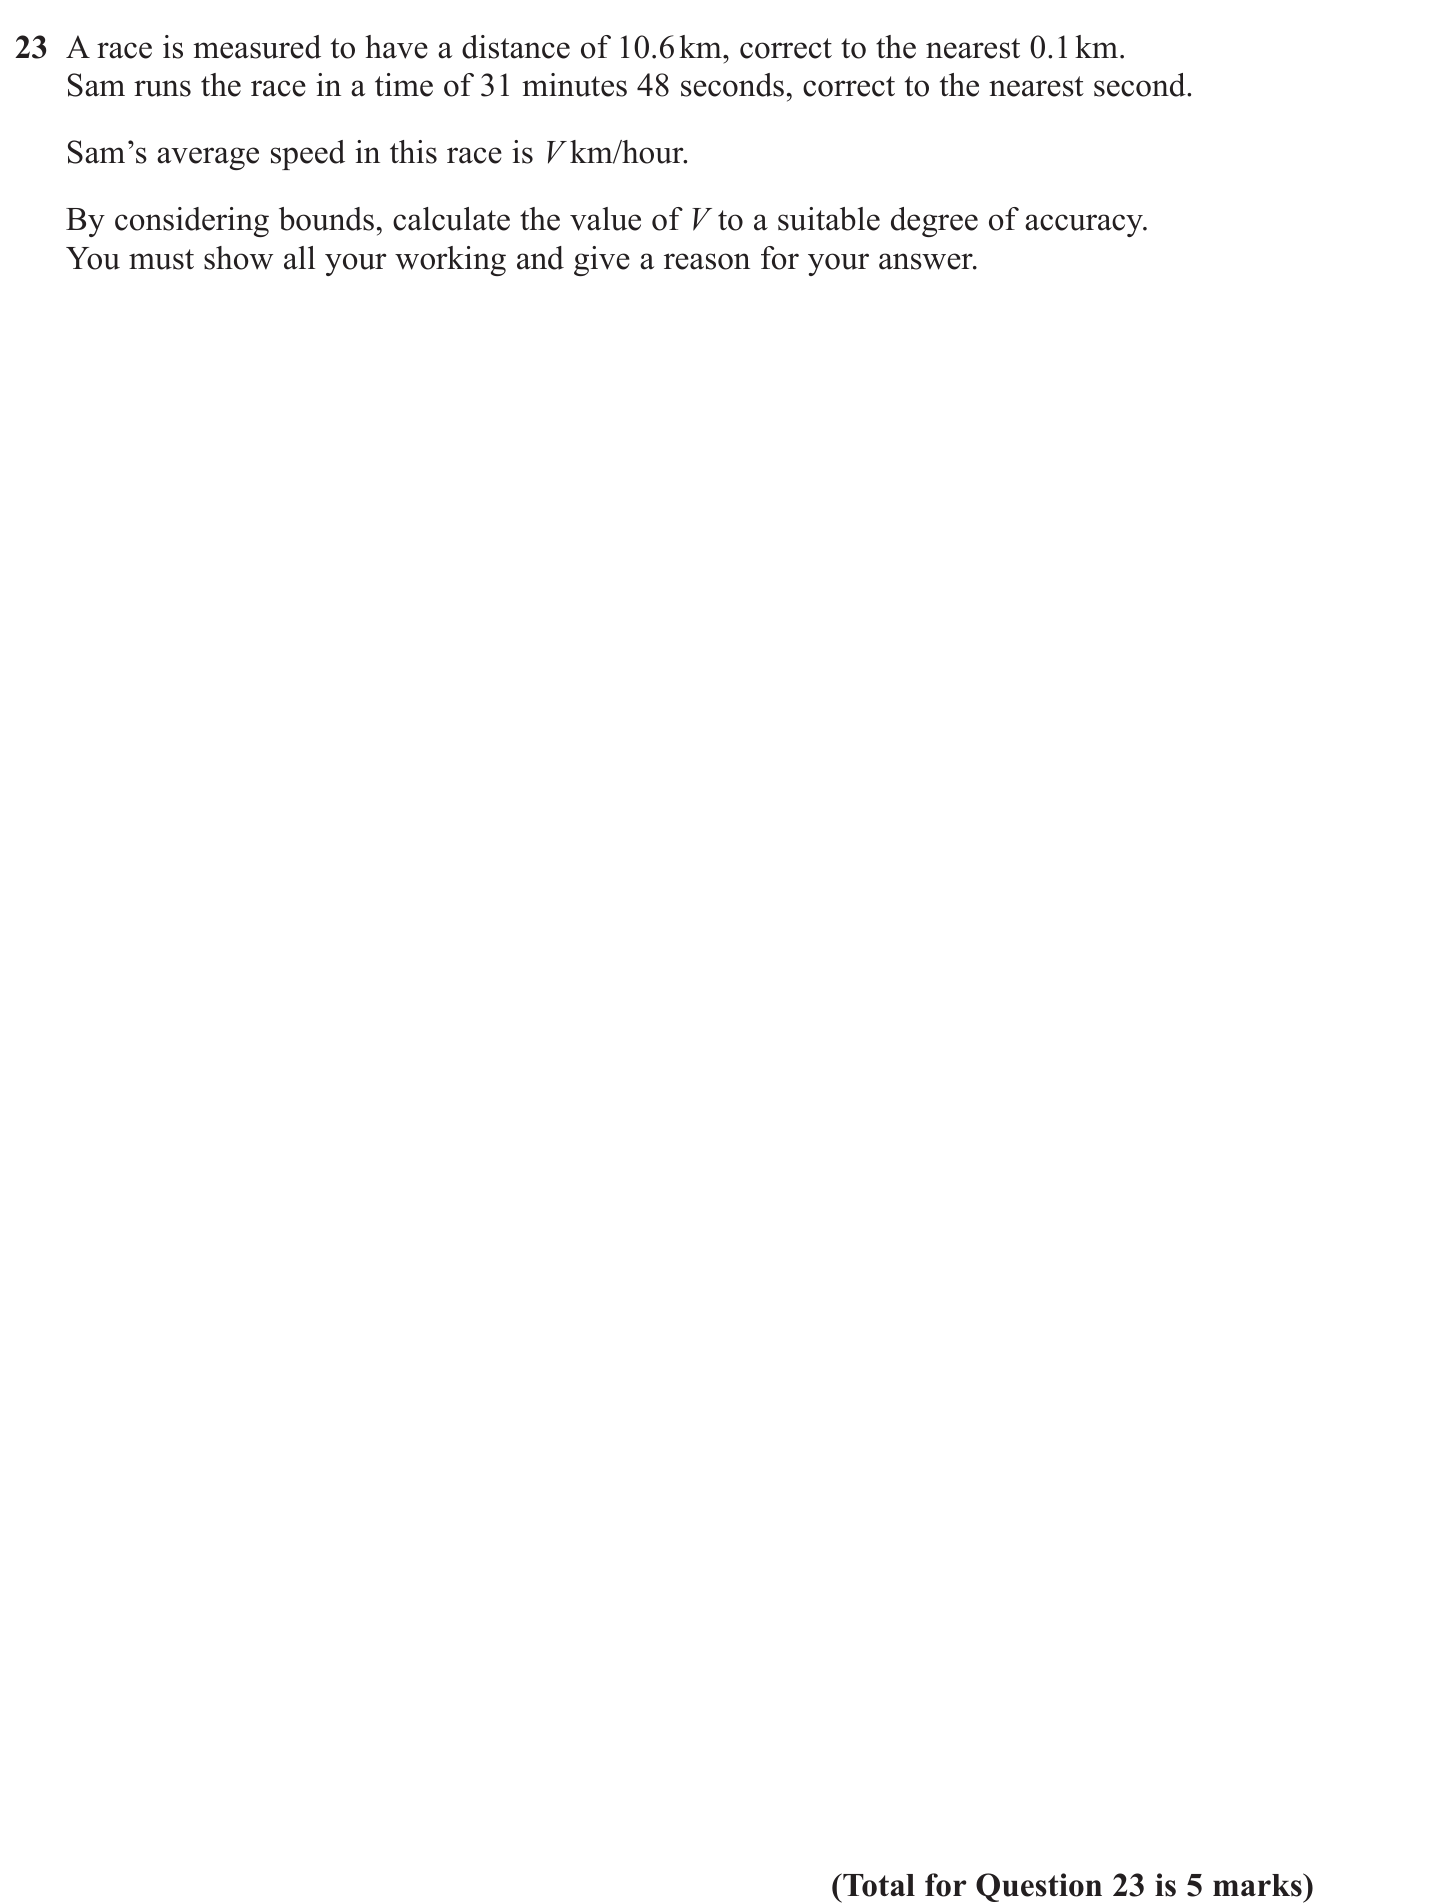 23 A race is measured to have a distance of 10.6 km, correct to the nearest 0.1 km.
Sam runs the race in a time of 31 minutes 48 seconds, correct to the nearest second.
Sam’s average speed in this race is V km/hour.
By considering bounds, calculate the value of V to a suitable degree of accuracy.
You must show all your working and give a reason for your answer.
(Total for Question 23 is 5 marks)